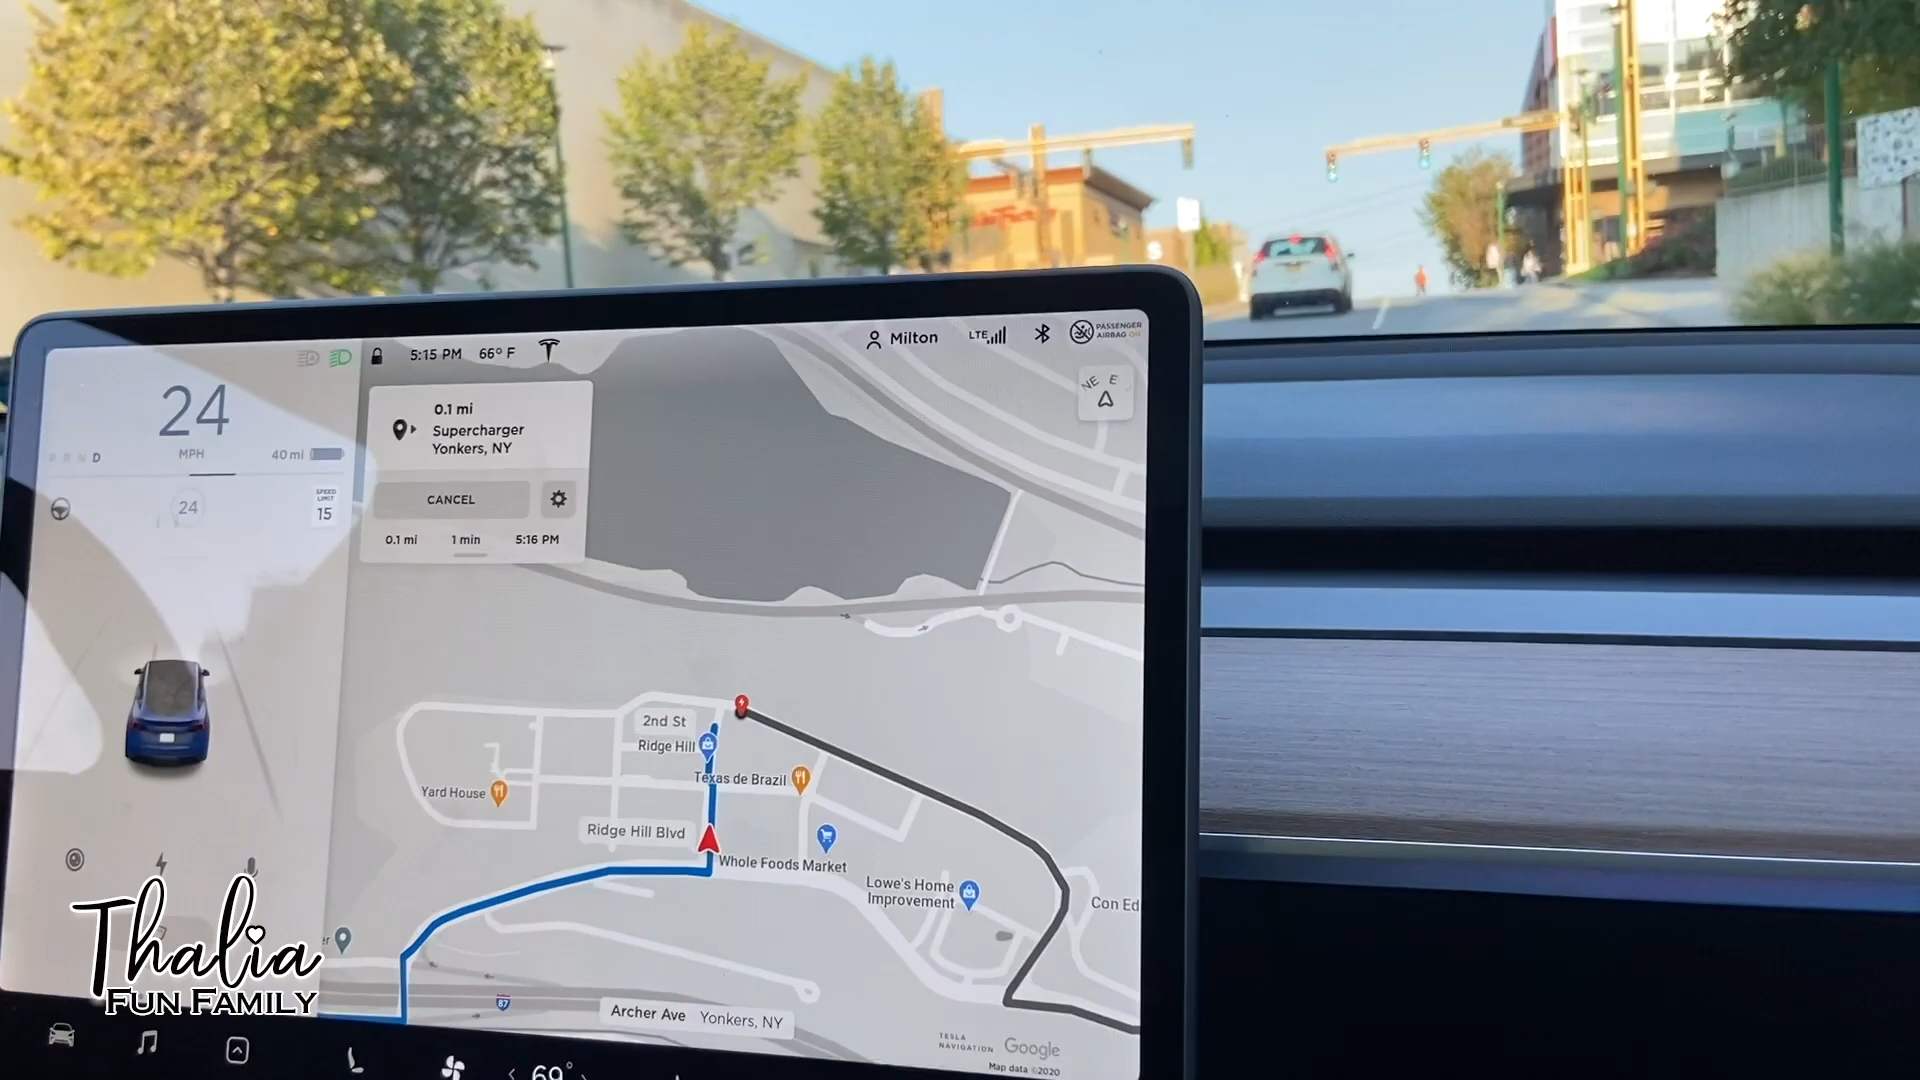 Milton
LTE
PASSENGER
AIRBAG ON
5:15 PM
66° F
NE
E
24
MPH
D
40 mi
24
SPEED
LIMIT
15
0.1 mi
Supercharger
Yonkers, NY
CANCEL
0.1 mi
1 min
5:16 PM
2nd St
Ridge Hill
Texas de Brazil
Yard House
Ridge Hill Blvd
Whole Foods Market
Lowe's Home
Improvement
Con Ed
87
Archer Ave Yonkers, NY
TESLA
NAVIGATION
Google
Map data ©2020
Thalia
FUN FAMILY
69°